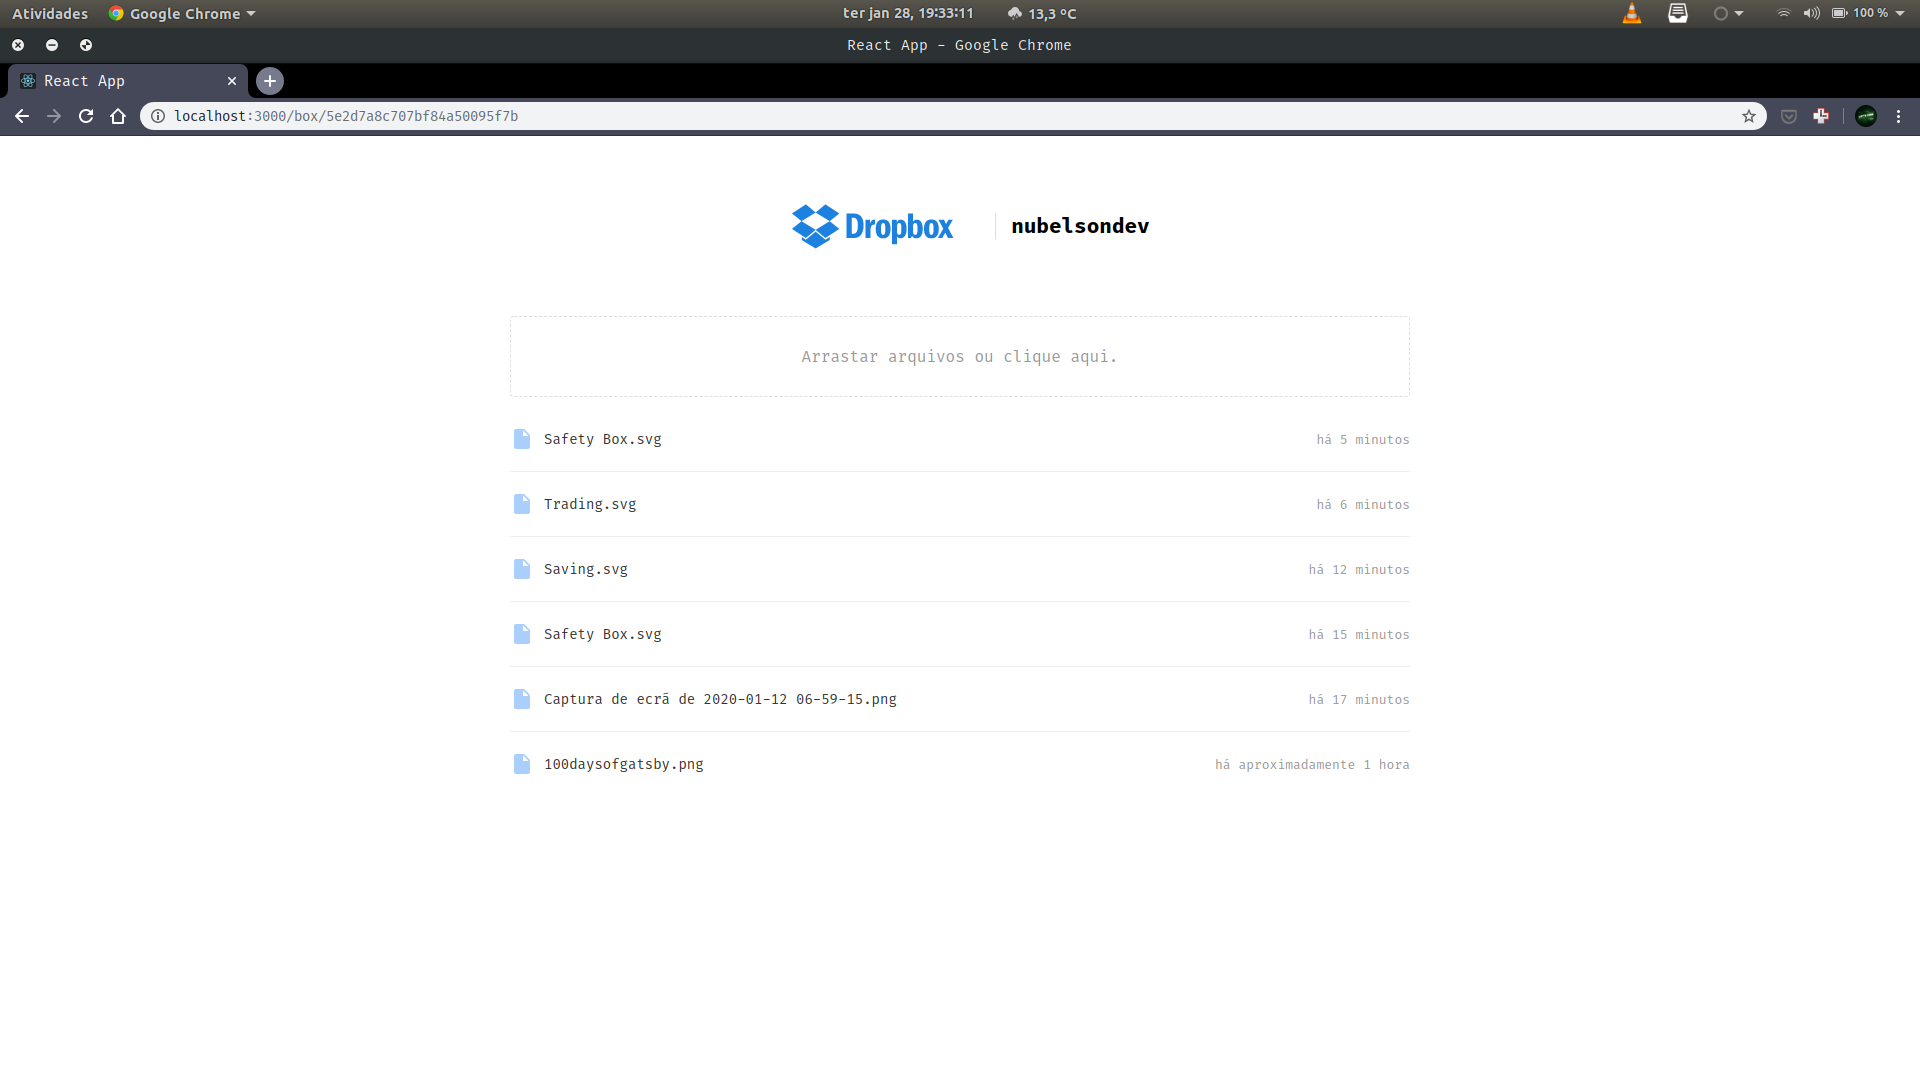 Atividades Google Chrome ter jan 28, 19:33:11 13,3 ºC 100 %
React App - Google Chrome
React App
localhost:3000/box/5e2d7a8c707bf84a50095f7b
Dropbox nubelsondev
Arrastar arquivos ou clique aqui.
Safety Box.svg há 5 minutos
Trading.svg há 6 minutos
Saving.svg há 12 minutos
Safety Box.svg há 15 minutos
Captura de ecrã de 2020-01-12 06-59-15.png há 17 minutos
100daysofgatsby.png há aproximadamente 1 hora